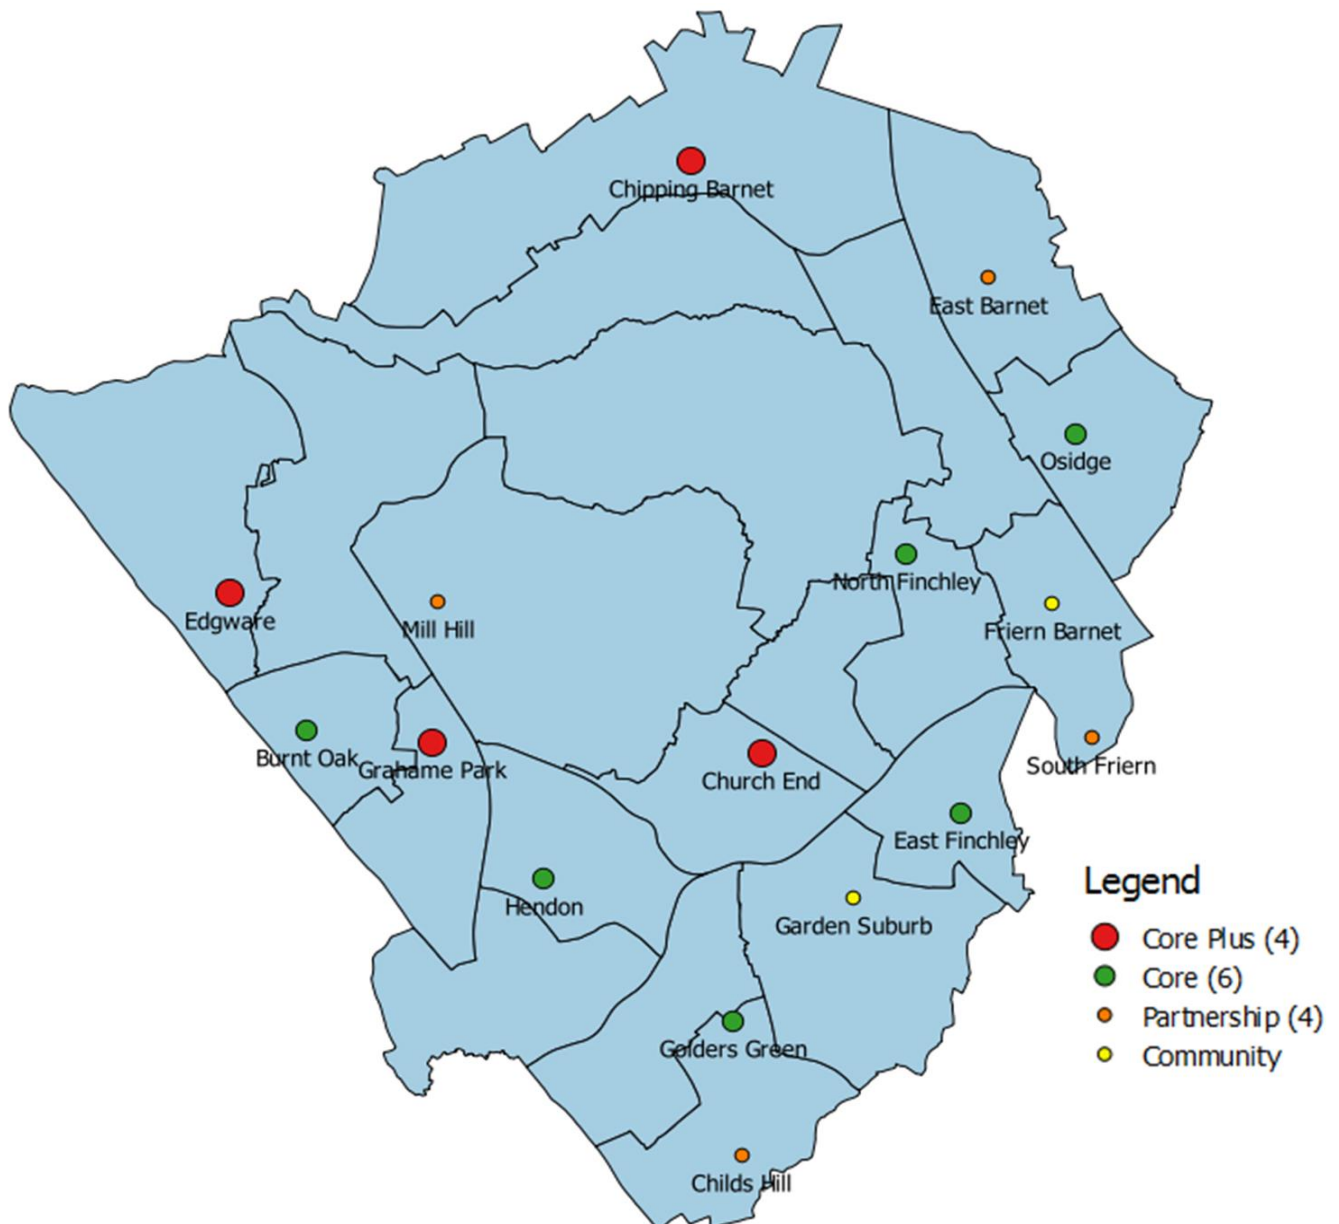 Chipping Barnet
East Barnet
Osidge
North Finchley
Edgware
Mill Hill
Friern Barnet
Burnt Oak
Grahame Park
Church End
South Friern
East Finchley
Hendon
Garden Suburb
Golders Green
Childs Hill
Legend
Core Plus (4)
Core (6)
Partnership (4)
Community